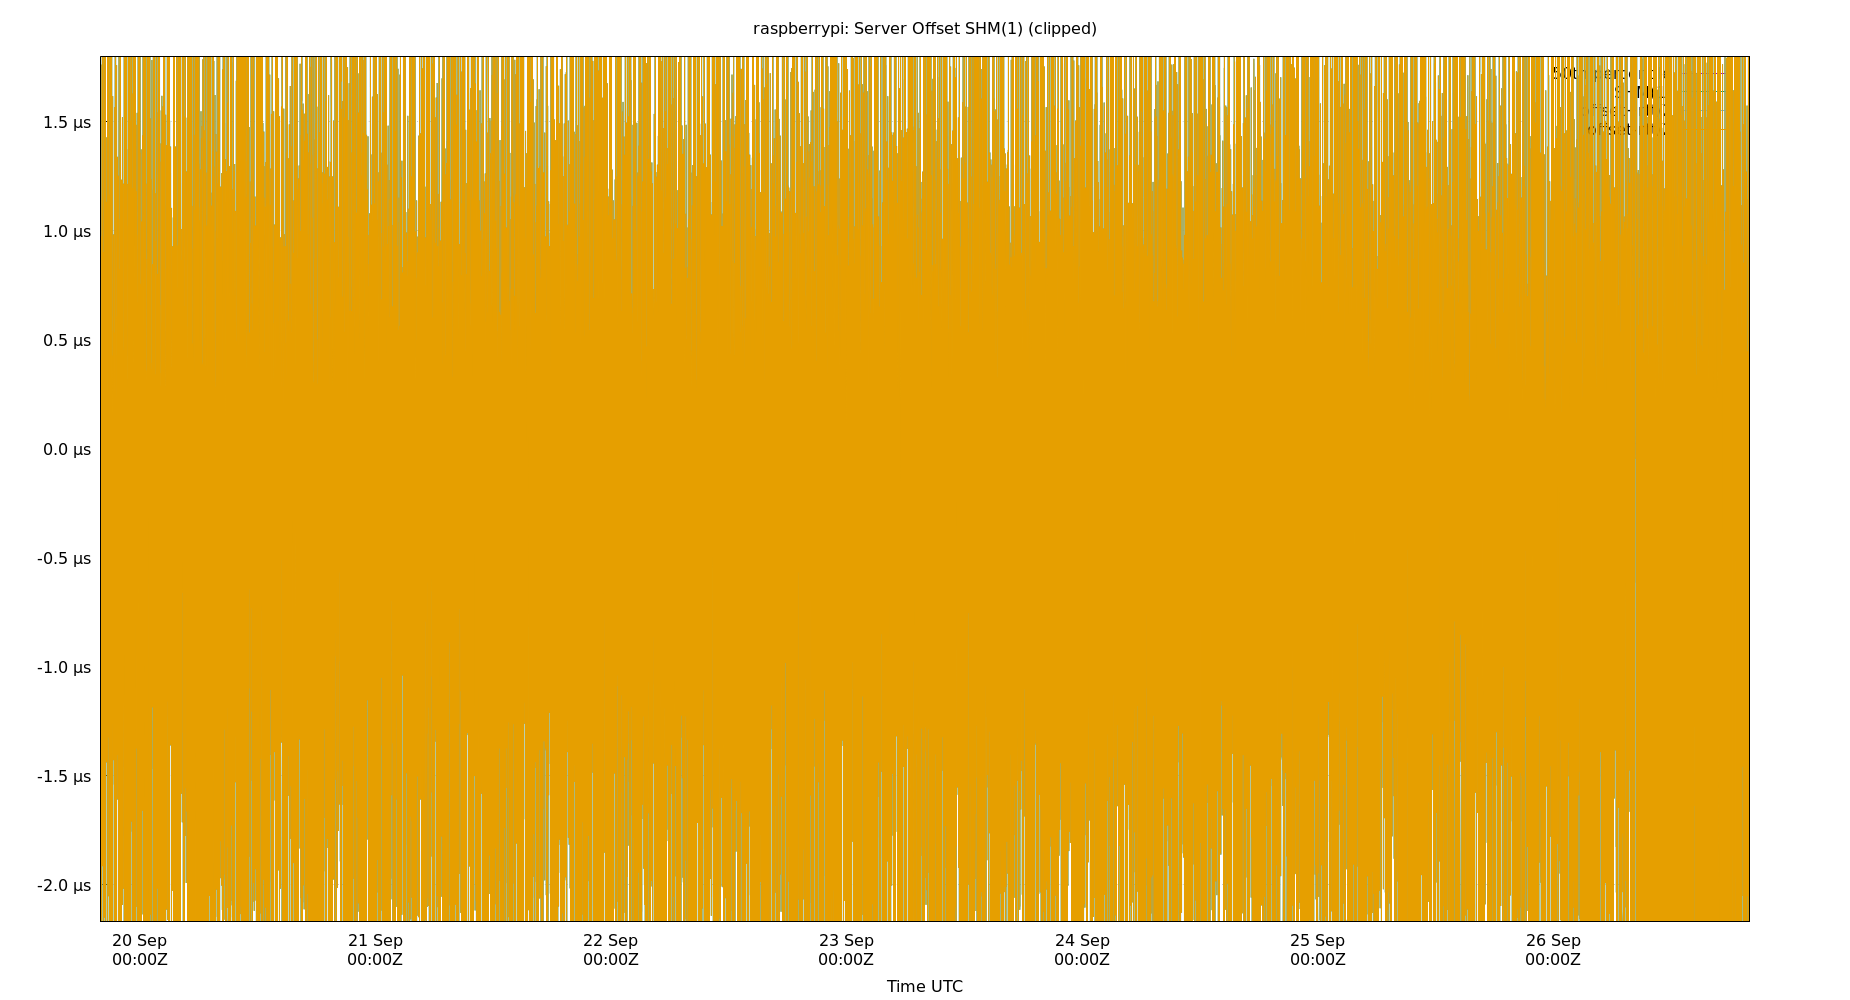 raspberrypi: Server Offset SHM(1) (clipped)
1.5 µs
1.0 µs
0.5 µs
0.0 µs
-0.5 µs
-1.0 µs
-1.5 µs
-2.0 µs
20 Sep 21 Sep 22 Sep 23 Sep 24 Sep 25 Sep 26 Sep
00:00Z 00:00Z 00:00Z 00:00Z 00:00Z 00:00Z 00:00Z
Time UTC